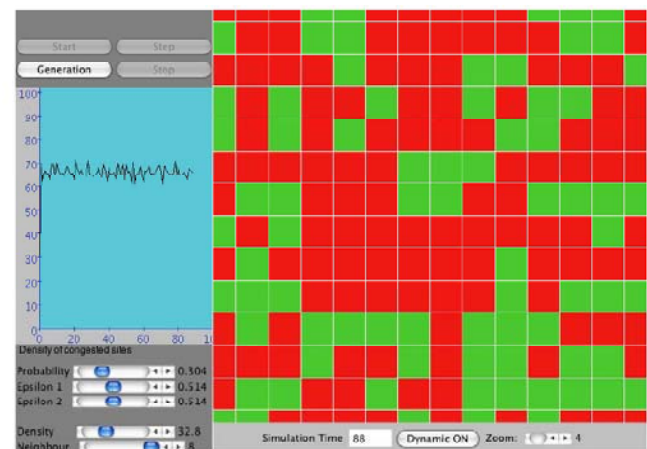 Start Step
Generation Stop
100
90
80
70
60
50
40
30
20
10
0 20 40 60 80 10
Density of congested sites
Probability 0.304
Epsilon 1 0.514
Epsilon 2 0.514
Density 32.8
Neighbour 8
Simulation Time 88 Dynamic ON Zoom: 4